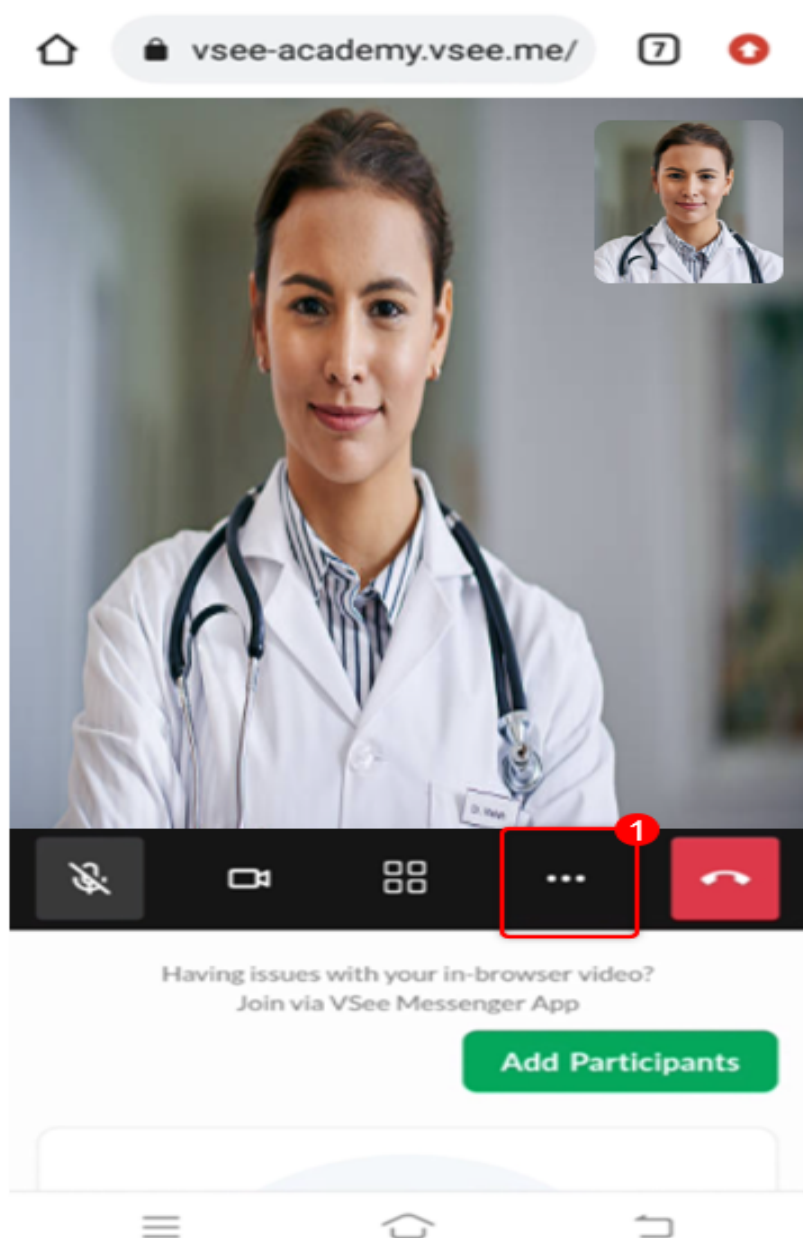 vsee-academy.vsee.me/
7
1
Having issues with your in-browser video?
Join via VSee Messenger App
Add Participants